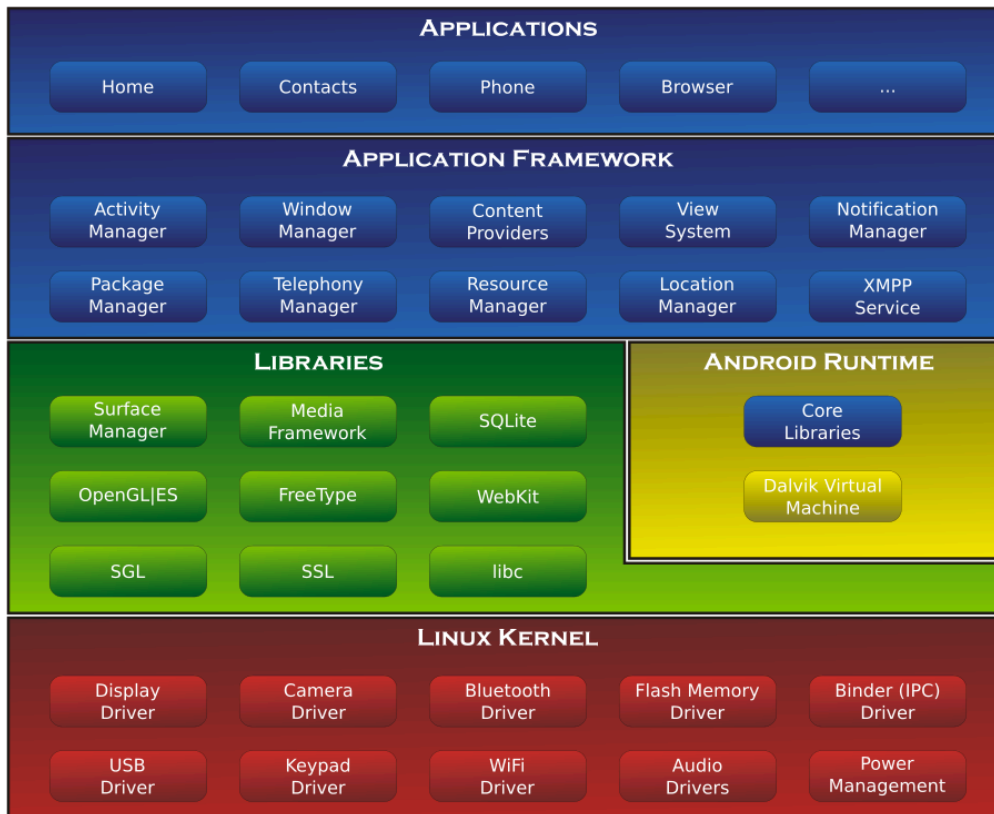 APPLICATIONS
Home
Contacts
Phone
Browser
...
APPLICATION FRAMEWORK
Activity
Manager
Window
Manager
Content
Providers
View
System
Notification
Manager
Package
Manager
Telephony
Manager
Resource
Manager
Location
Manager
XMPP
Service
LIBRARIES
Surface
Manager
Media
Framework
SQLite
OpenGL|ES
FreeType
WebKit
SGL
SSL
libc
ANDROID RUNTIME
Core
Libraries
Dalvik Virtual
Machine
LINUX KERNEL
Display
Driver
Camera
Driver
Bluetooth
Driver
Flash Memory
Driver
Binder (IPC)
Driver
USB
Driver
Keypad
Driver
WiFi
Driver
Audio
Drivers
Power
Management